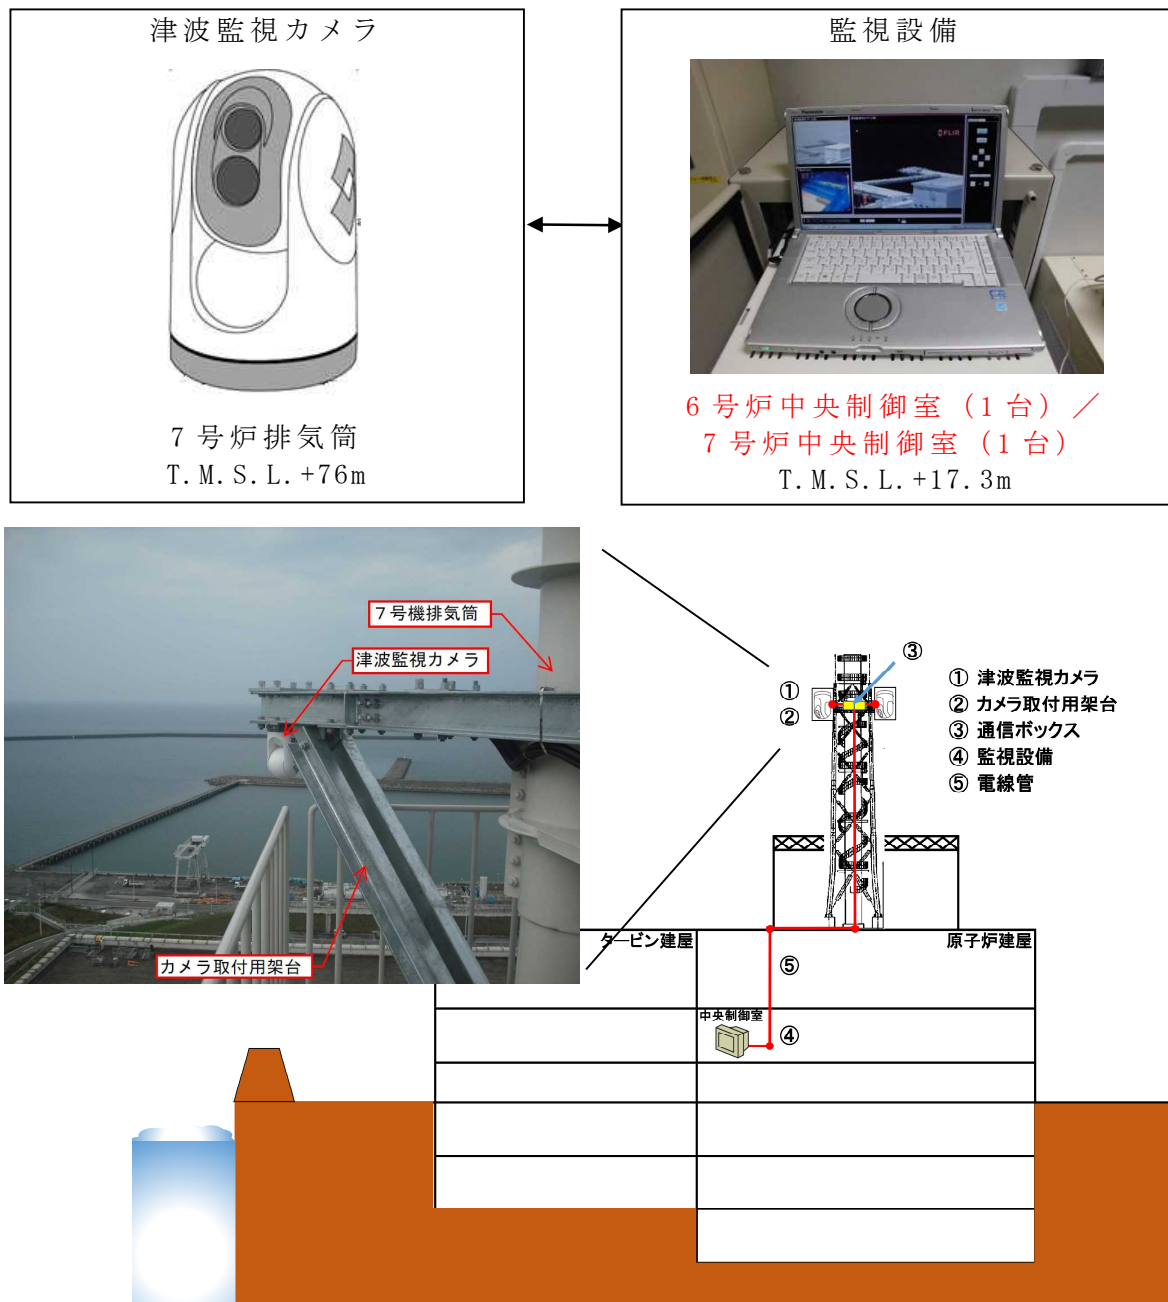 津波監視カメラ
7号炉排気筒
T.M.S.L.+76m
監視設備
Panasonic
FLIR
6号炉中央制御室（1台）／
7号炉中央制御室（1台）
T.M.S.L.+17.3m
７号機排気筒
津波監視カメラ
カメラ取付用架台
①
②
③
① 津波監視カメラ
② カメラ取付用架台
③ 通信ボックス
④ 監視設備
⑤ 電線管
タービン建屋
原子炉建屋
⑤
中央制御室
④